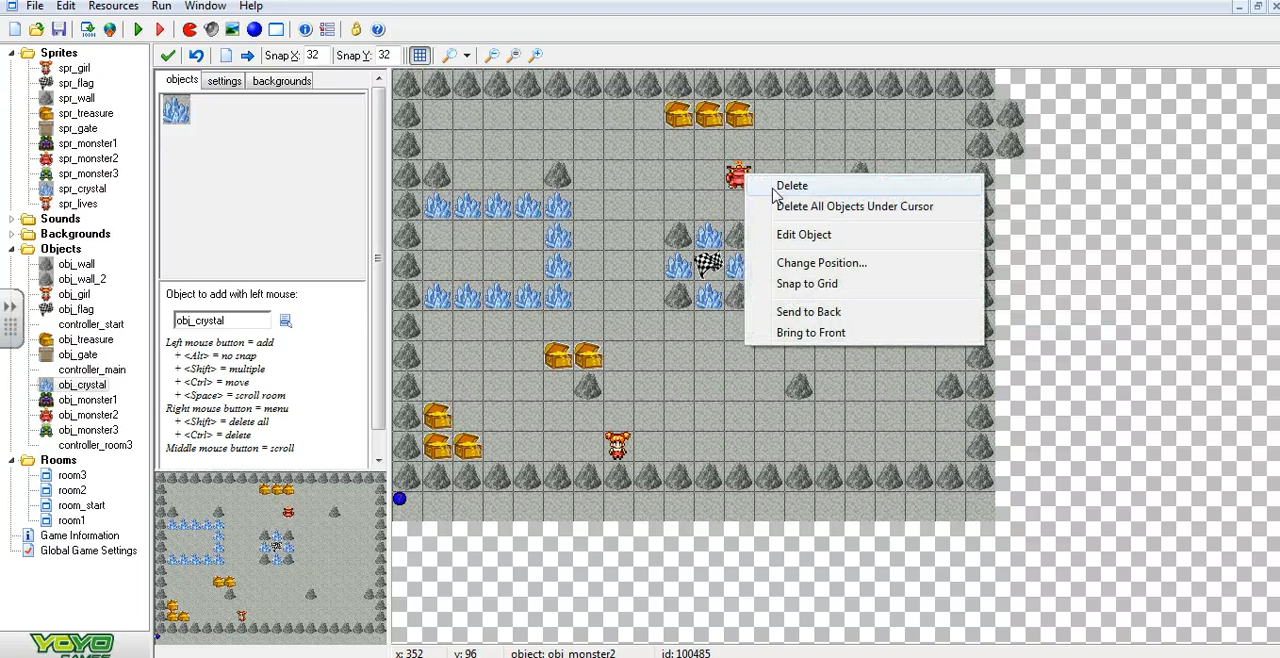 File Edit Resources Run Window Help
Snap X: 32 Snap Y: 32
Sprites
spr_girl
spr_flag
spr_wall
spr_treasure
spr_gate
spr_monster1
spr_monster2
spr_monster3
spr_crystal
spr_lives
Sounds
Backgrounds
Objects
obj_wall
obj_wall_2
obj_girl
obj_flag
controller_start
obj_treasure
obj_gate
controller_main
obj_crystal
obj_monster1
obj_monster2
obj_monster3
controller_room3
Rooms
room3
room2
room_start
room1
Game Information
Global Game Settings
YOYO
GAMES
objects settings backgrounds
Object to add with left mouse:
obj_crystal
Left mouse button = add
+ <Alt> = no snap
+ <Shift> = multiple
+ <Ctrl> = move
+ <Space> = scroll room
Right mouse button = menu
+ <Shift> = delete all
+ <Ctrl> = delete
Middle mouse button = scroll
Delete
Delete All Objects Under Cursor
Edit Object
Change Position...
Snap to Grid
Send to Back
Bring to Front
x: 352 y: 96 object: obj_monster2 id: 100485